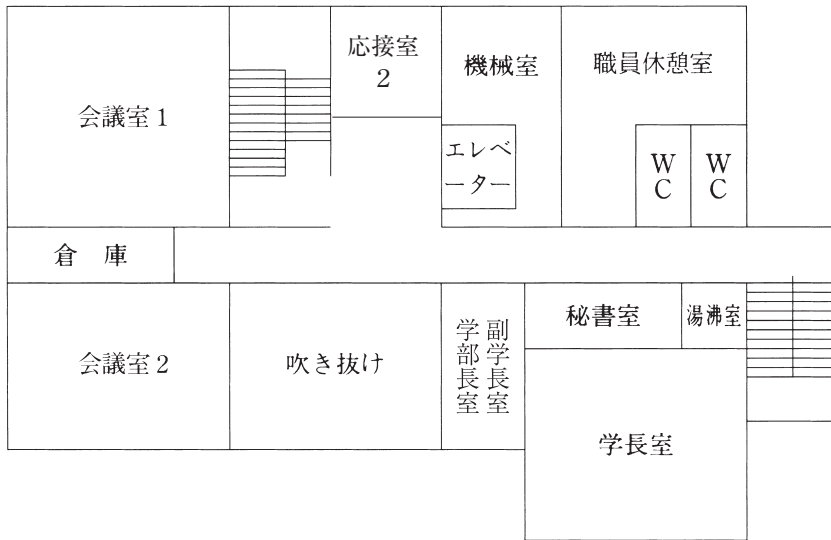 応接室
2
機械室
職員休憩室
会議室1
エレベ
ーター
WC
WC
倉 庫
会議室2
吹き抜け
副学長室
学部長室
秘書室
湯沸室
学長室